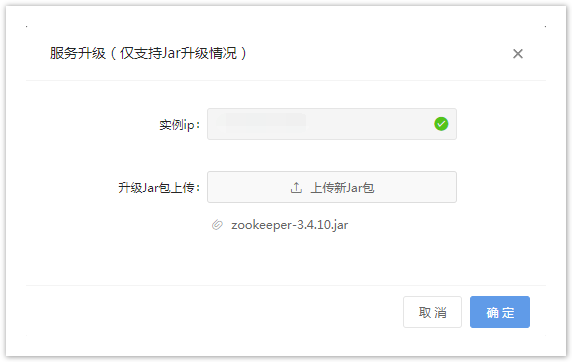 服务升级（仅支持Jar升级情况）
实例ip：
升级Jar包上传：
上传新Jar包
zookeeper-3.4.10.jar
取 消
确 定